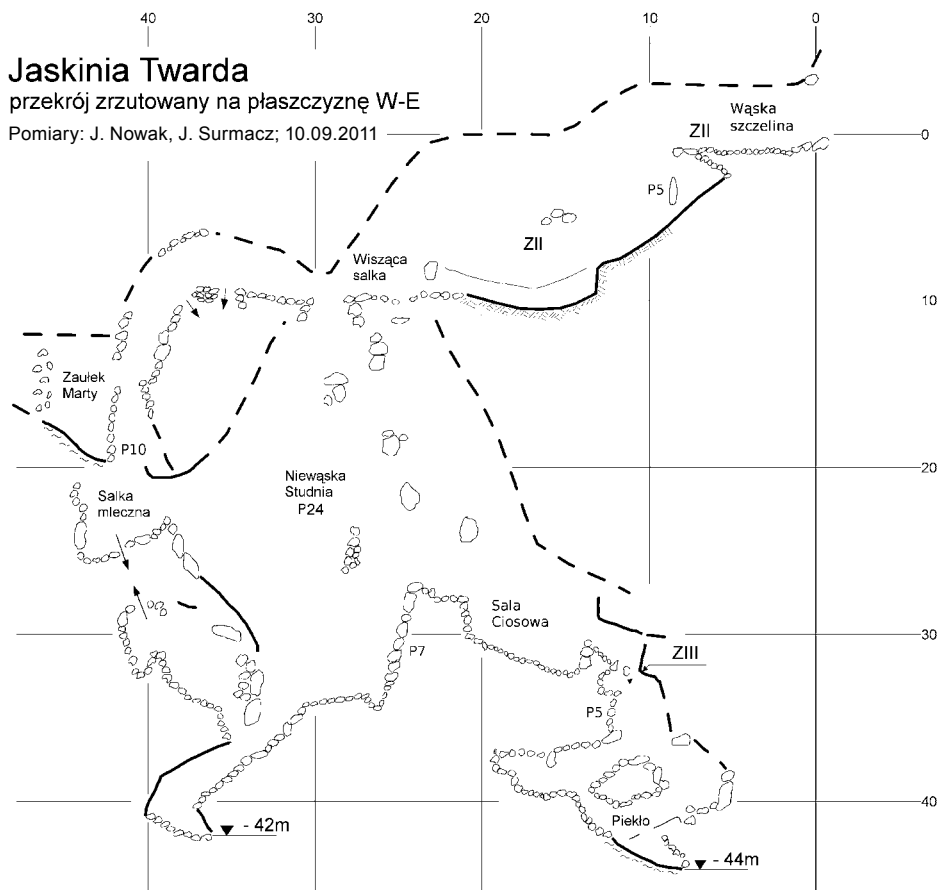 40
30
20
10
0
Jaskinia Twarda
przekrój zrzutowany na płaszczyznę W-E
Pomiary: J. Nowak, J. Surmacz; 10.09.2011
Wąska
szczelina
ZII
0
P5
ZII
Wisząca
salka
10
Zaułek
Marty
P10
20
Salka
mleczna
Niewąska
Studnia
P24
Sala
Ciosowa
30
P7
ZIII
P5
40
Piekło
- 42m
- 44m